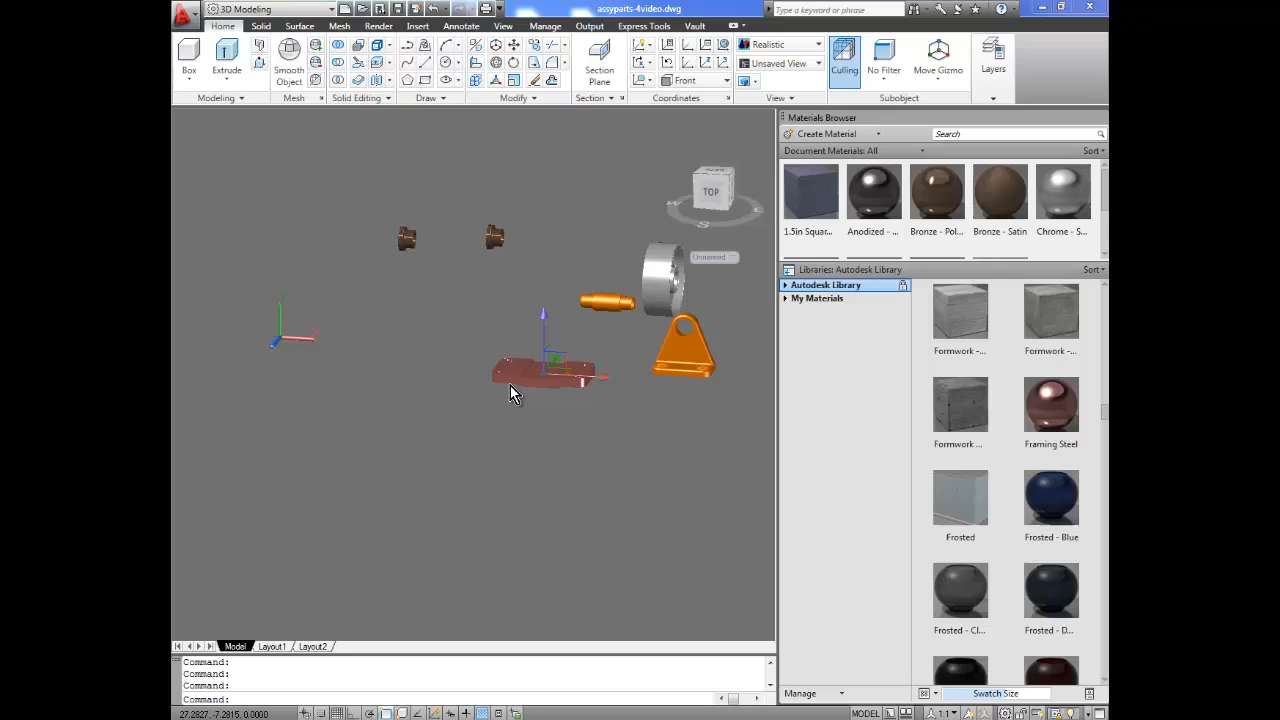 3D Modeling
assyparts-4video.dwg
Type a keyword or phrase
Home Solid Surface Mesh Render Insert Annotate View Manage Output Express Tools Vault
Box Extrude Smooth Object Section Plane Front Realistic Unsaved View Culling No Filter Move Gizmo Layers
Modeling Mesh Solid Editing Draw Modify Section Coordinates View Subobject
Materials Browser
Create Material Search
Document Materials: All Sort
1.5in Squar... Anodized - ... Bronze - Pol... Bronze - Satin Chrome - S...
TOP
W S E
Unnamed
Libraries: Autodesk Library Sort
Autodesk Library
My Materials
Formwork -... Formwork -...
Formwork ... Framing Steel
Frosted Frosted - Blue
Frosted - Cl... Frosted - D...
Model Layout1 Layout2
Command:
Command:
Command:
Command:
Manage Swatch Size
27.2827, -7.2815, 0.0000 MODEL 1:1